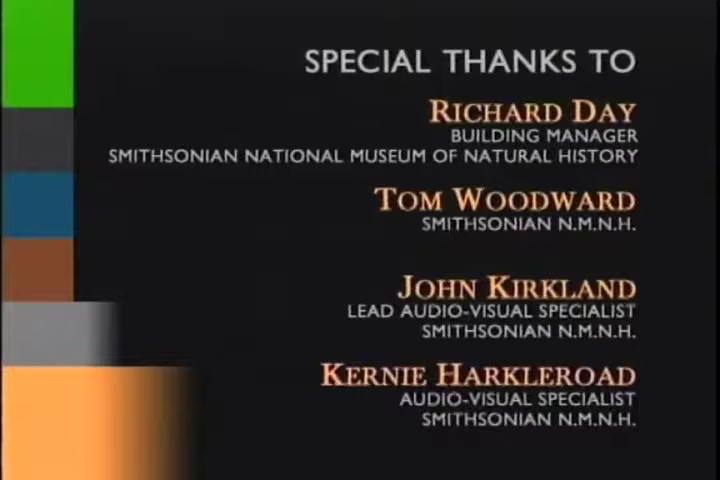 SPECIAL THANKS TO
RICHARD DAY
BUILDING MANAGER
SMITHSONIAN NATIONAL MUSEUM OF NATURAL HISTORY
TOM WOODWARD
SMITHSONIAN N.M.N.H.
JOHN KIRKLAND
LEAD AUDIO-VISUAL SPECIALIST
SMITHSONIAN N.M.N.H.
KERNIE HARKLEROAD
AUDIO-VISUAL SPECIALIST
SMITHSONIAN N.M.N.H.